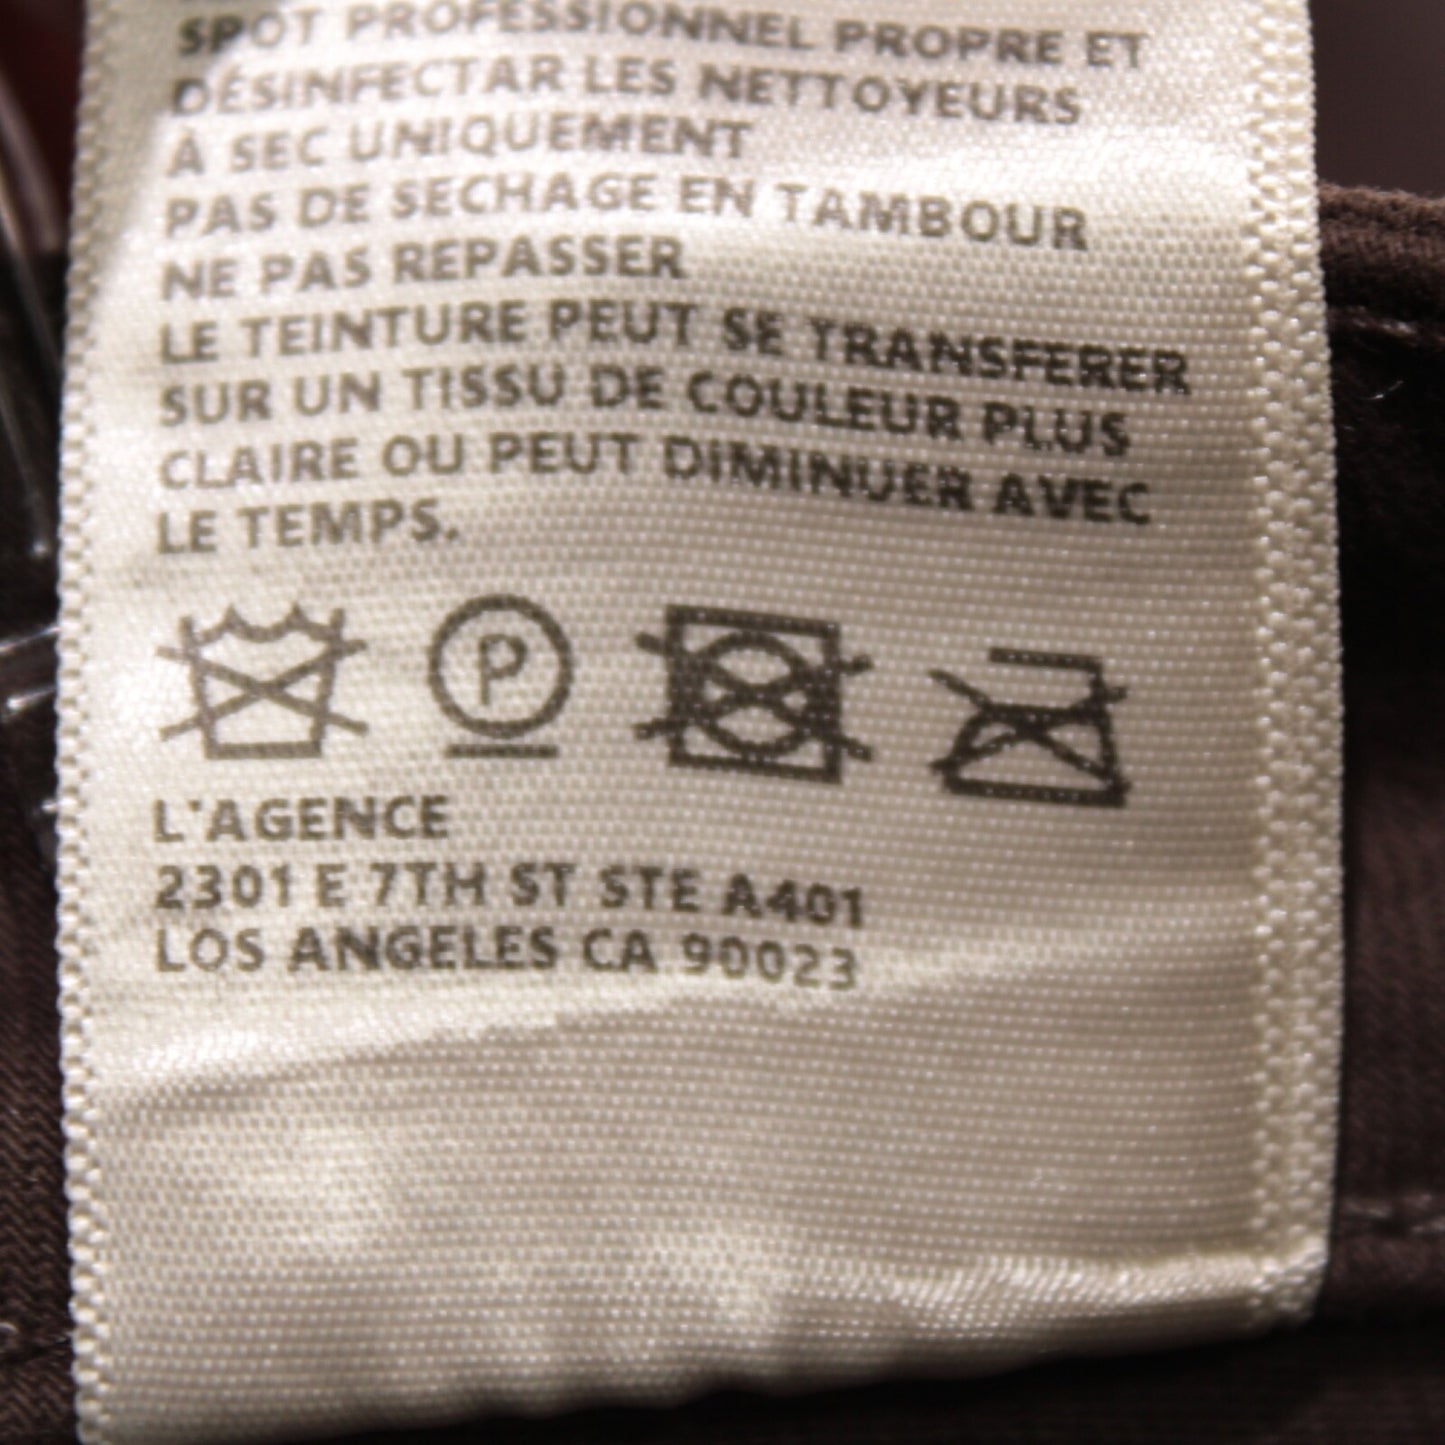 SPOT PROFESSIONNEL PROPRE ET
DÉSINFECTAR LES NETTOYEURS
À SEC UNIQUEMENT
PAS DE SECHAGE EN TAMBOUR
NE PAS REPASSER
LE TEINTURE PEUT SE TRANSFERER
SUR UN TISSU DE COULEUR PLUS
CLAIRE OU PEUT DIMINUER AVEC
LE TEMPS.
P
L'AGENCE
2301 E 7TH ST STE A401
LOS ANGELES CA 90023